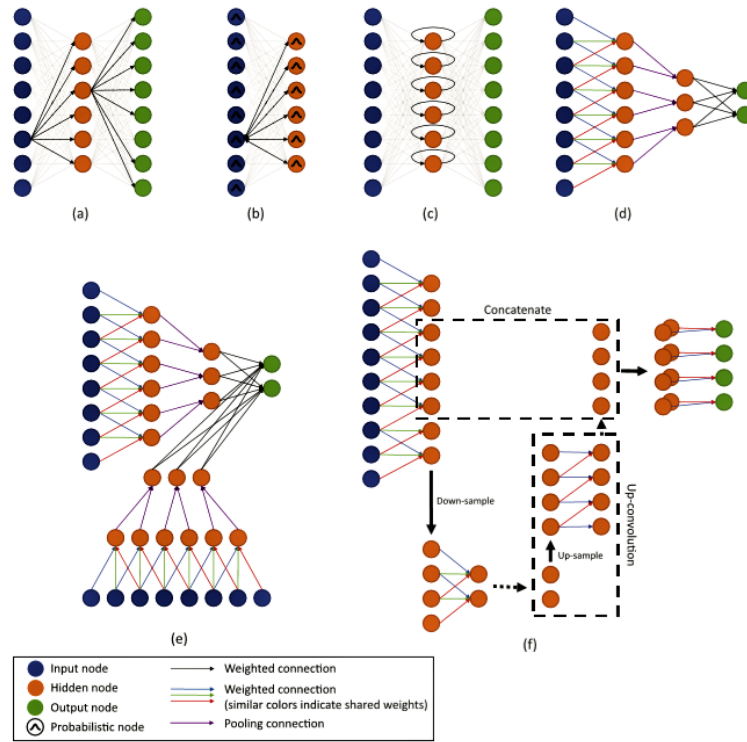 (a)
(b)
(c)
(d)
Concatenate
Down-sample
Up-sample
Up-convolution
(e)
(f)
Input node
Weighted connection
Hidden node
Weighted connection
Output node
(similar colors indicate shared weights)
Probabilistic node
Pooling connection